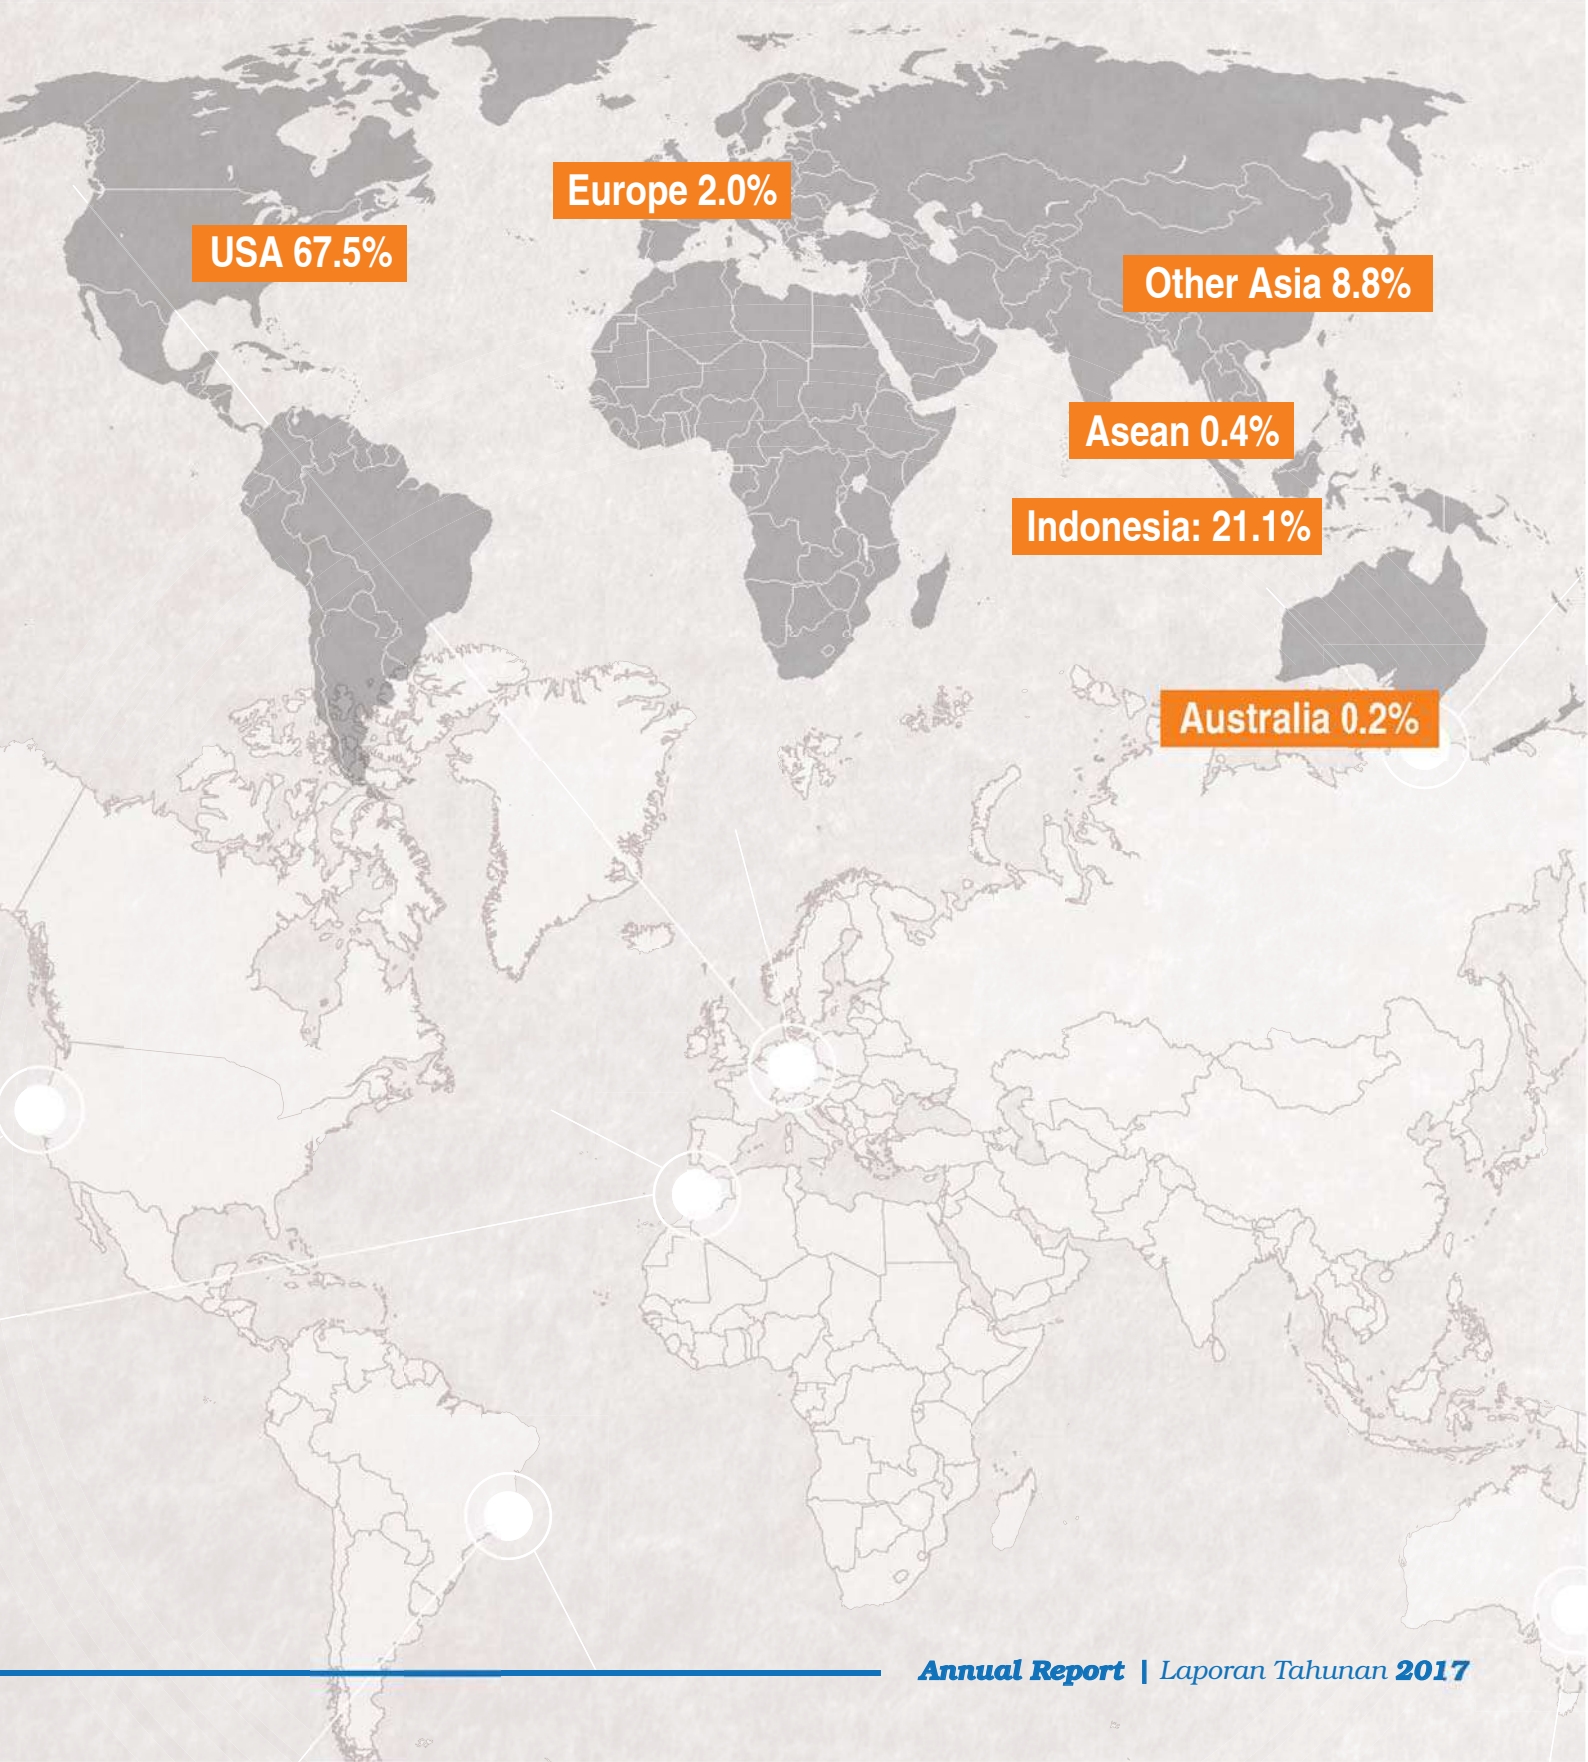 Europe 2.0%
USA 67.5%
Other Asia 8.8%
Asean 0.4%
Indonesia: 21.1%
Australia 0.2%
Annual Report | Laporan Tahunan 2017